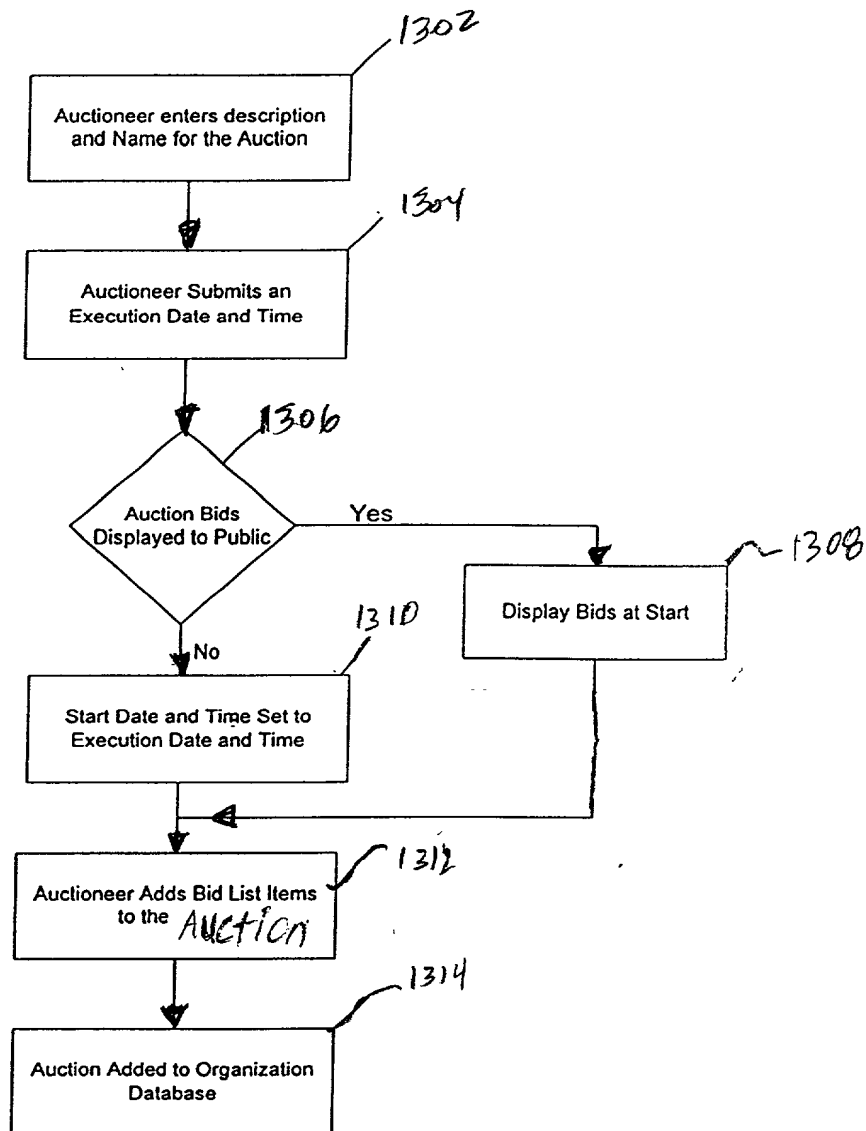 1302
Auctioneer enters description
and Name for the Auction
1304
Auctioneer Submits an
Execution Date and Time
1306
Auction Bids
Displayed to Public
Yes
1308
Display Bids at Start
No
1310
Start Date and Time Set to
Execution Date and Time
1312
Auctioneer Adds Bid List Items
to the Auction
1314
Auction Added to Organization
Database